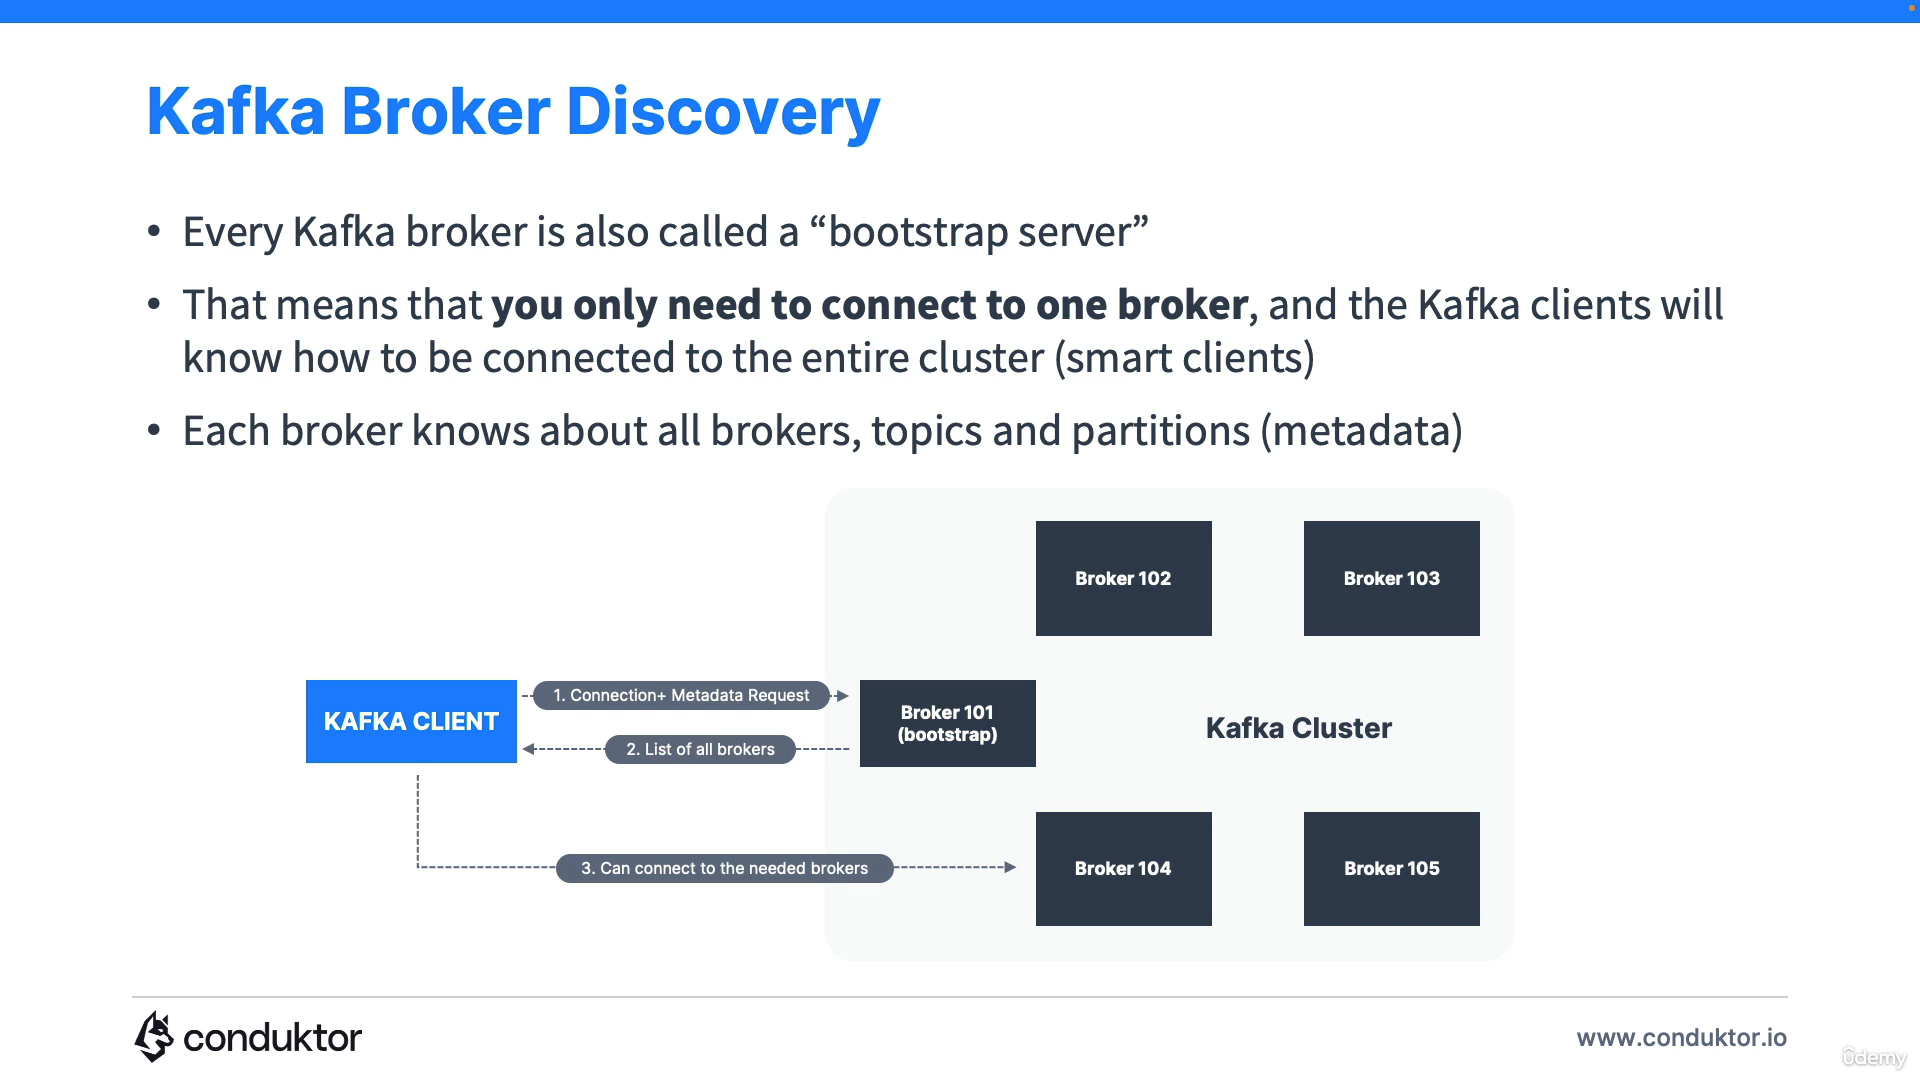 Kafka Broker Discovery
• Every Kafka broker is also called a “bootstrap server”
• That means that you only need to connect to one broker, and the Kafka clients will
know how to be connected to the entire cluster (smart clients)
• Each broker knows about all brokers, topics and partitions (metadata)
Broker 102
Broker 103
KAFKA CLIENT
1. Connection+ Metadata Request
2. List of all brokers
Broker 101
(bootstrap)
Kafka Cluster
3. Can connect to the needed brokers
Broker 104
Broker 105
conduktor
www.conduktor.io
ûdemy